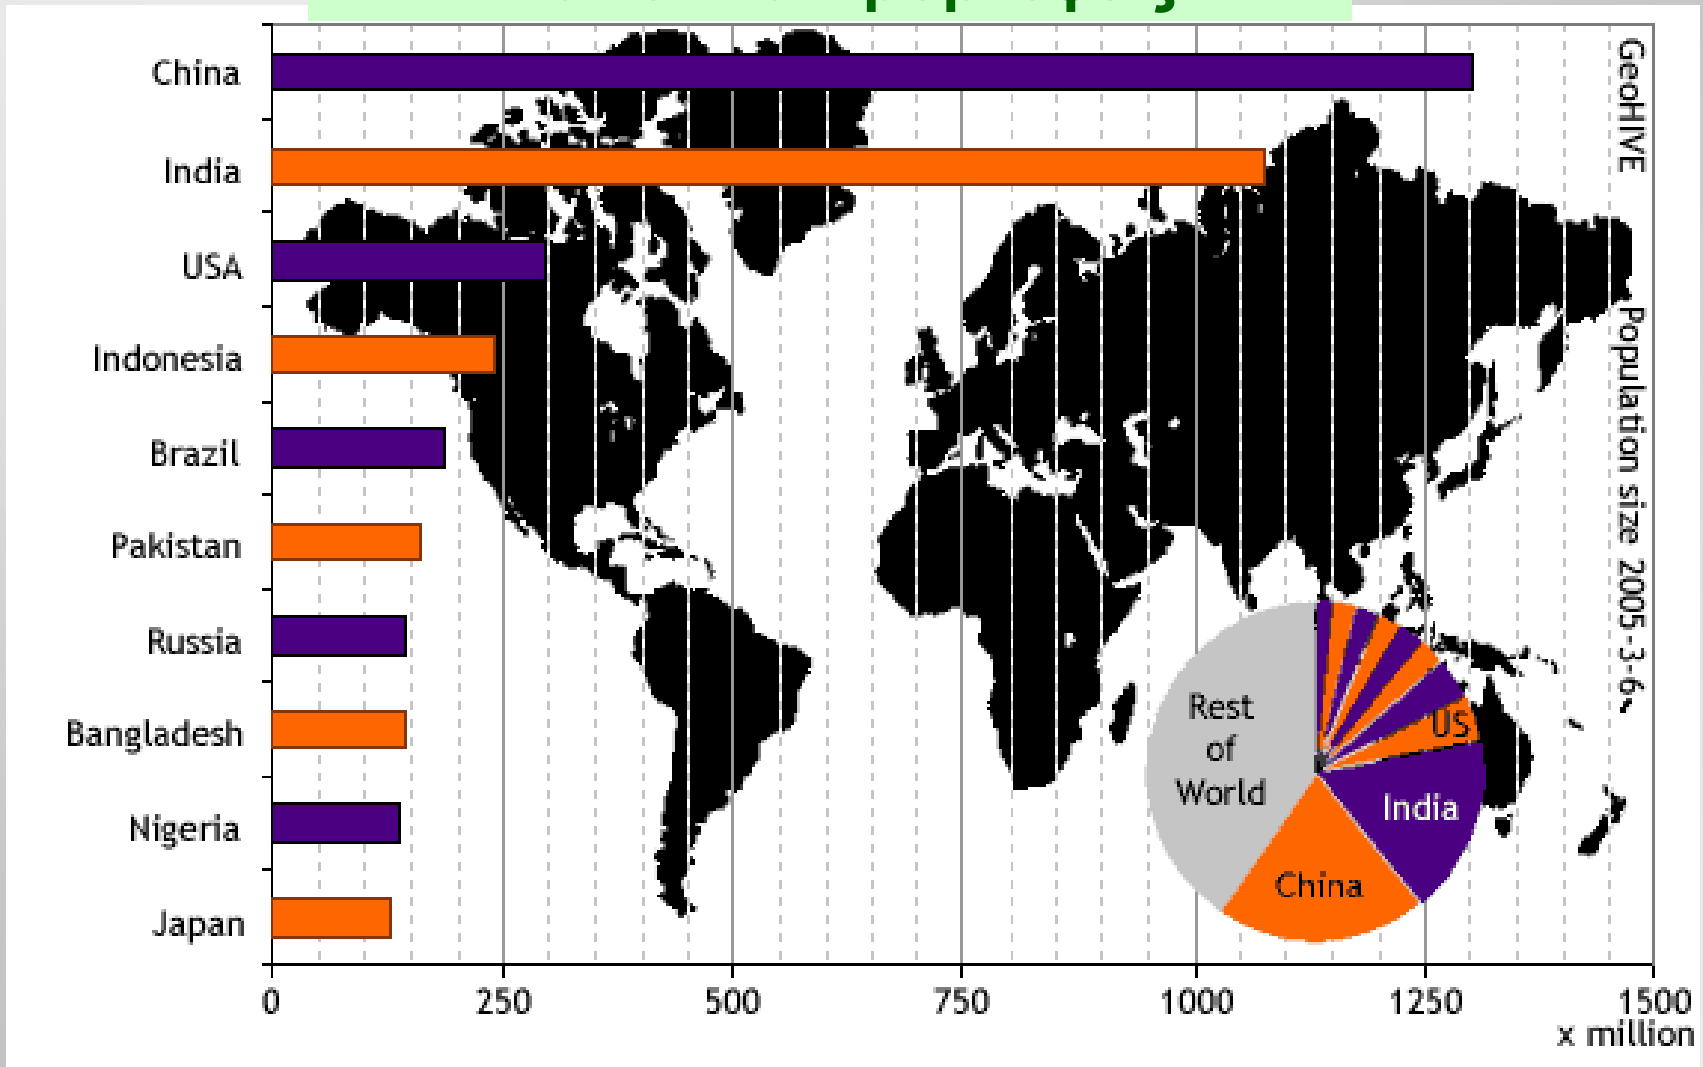 China
India
USA
Indonesia
Brazil
Pakistan
Russia
Bangladesh
Nigeria
Japan
0 250 500 750 1000 1250 1500
x million
GeoHIVE
Population size 2005-3-6
Rest
of
World
US
India
China